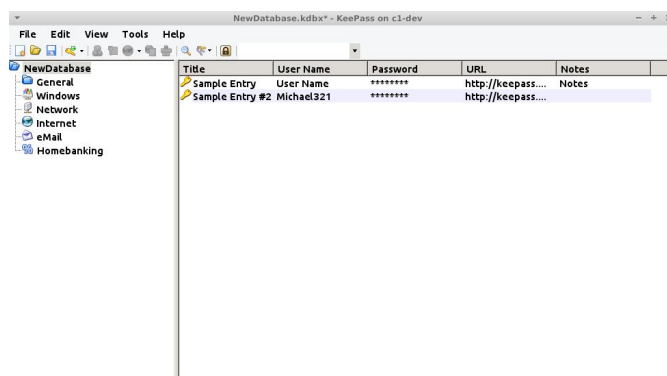 NewDatabase.kdbx* - KeePass on c1-dev
File Edit View Tools Help
NewDatabase
General
Windows
Network
Internet
eMail
Homebanking
Title User Name Password URL Notes
Sample Entry User Name ******** http://keepass.... Notes
Sample Entry #2 Michael321 ******** http://keepass....